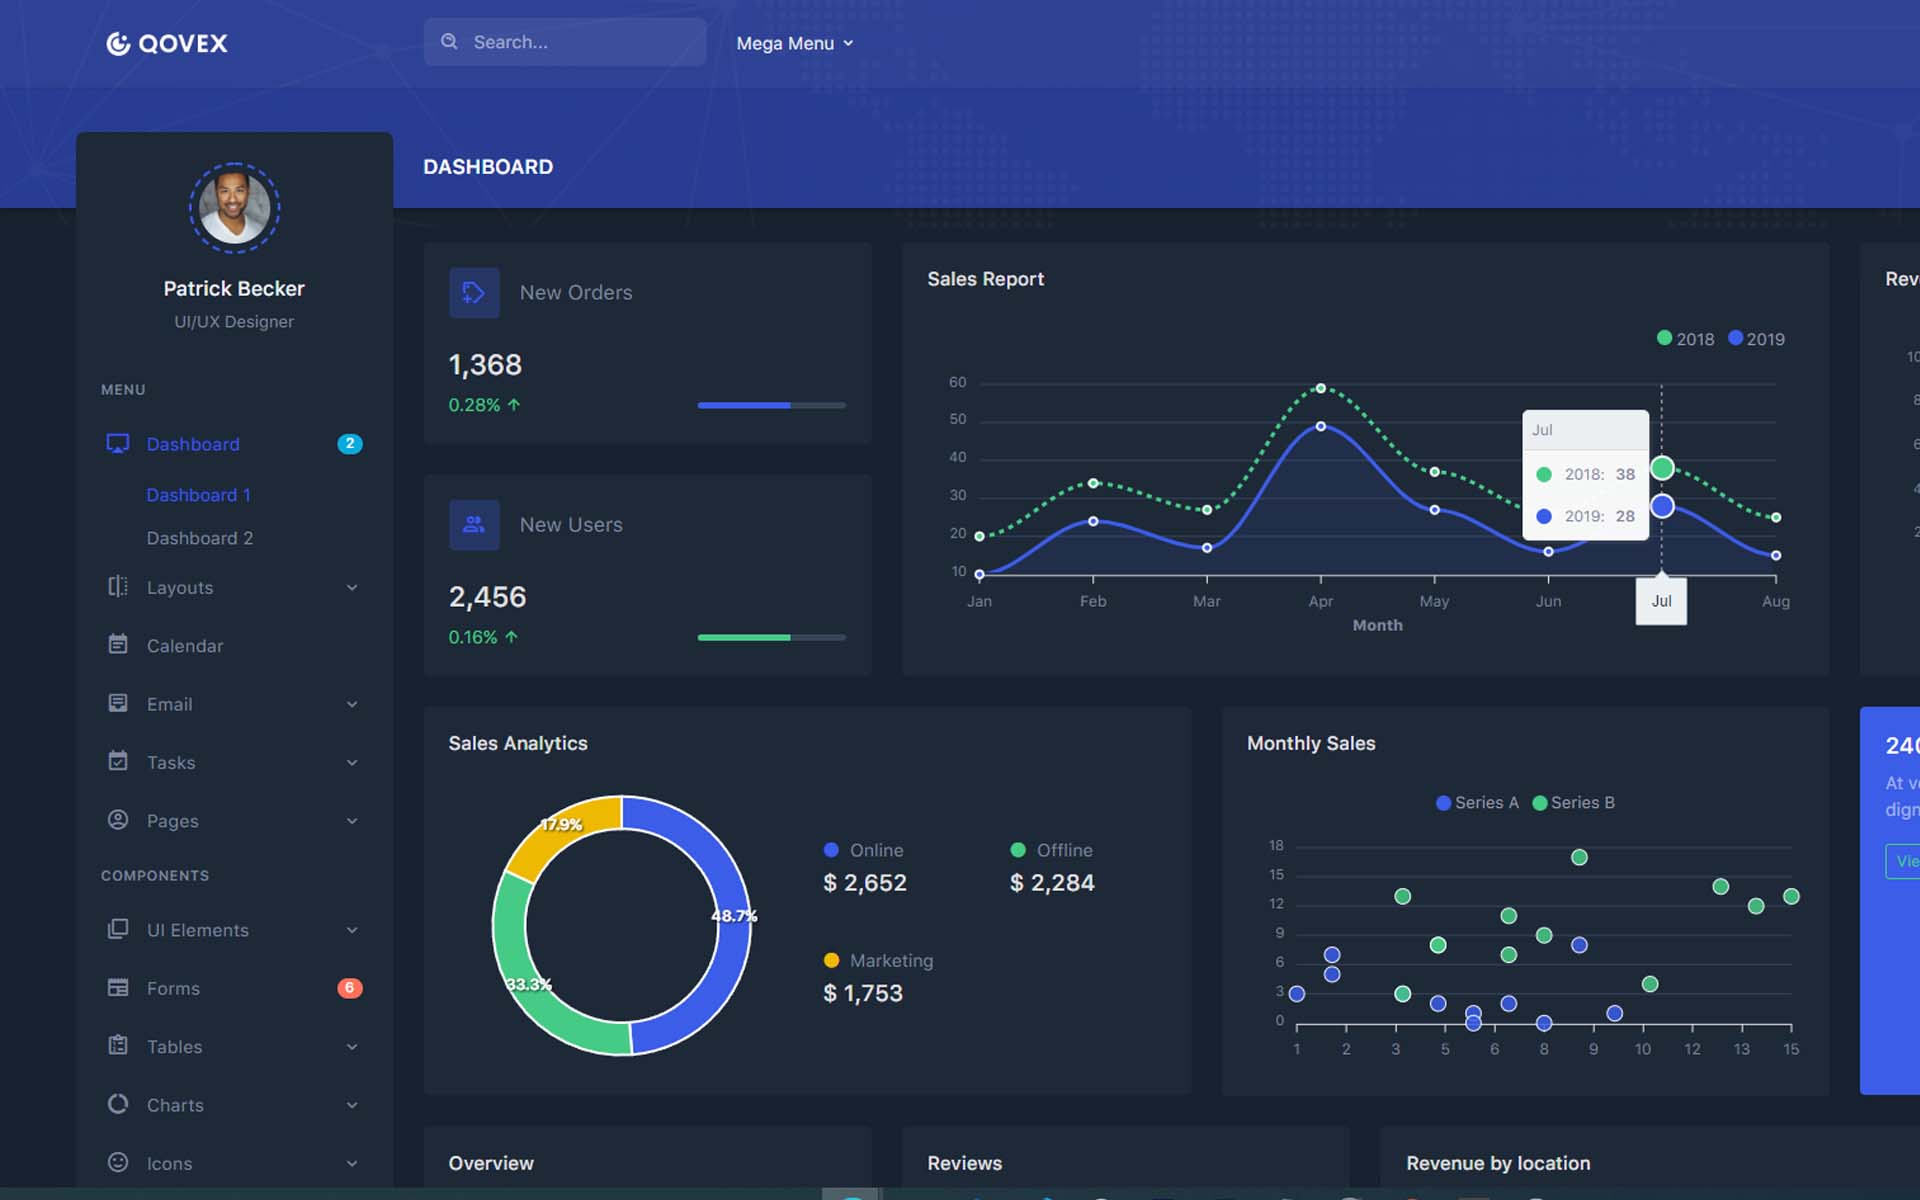 QOVEX
Search...
Mega Menu
DASHBOARD
Patrick Becker
UI/UX Designer
MENU
Dashboard 2
Dashboard 1
Dashboard 2
Layouts
Calendar
Email
Tasks
Pages
COMPONENTS
UI Elements
Forms 6
Tables
Charts
Icons
New Orders
1,368
0.28%
New Users
2,456
0.16%
Sales Report
2018 2019
60
50
40
30
20
10
Jan Feb Mar Apr May Jun Jul Aug
Month
Jul
2018: 38
2019: 28
Sales Analytics
17.9%
48.7%
33.3%
Online
$ 2,652
Offline
$ 2,284
Marketing
$ 1,753
Monthly Sales
Series A Series B
18
15
12
9
6
3
0
1 2 3 5 6 8 9 10 12 13 15
Overview
Reviews
Revenue by location